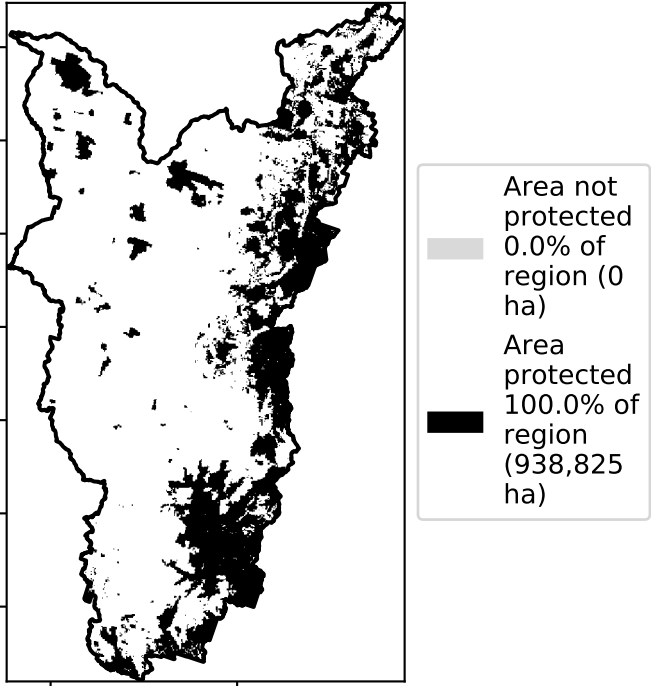 Area not
protected
0.0% of
region (0
ha)
Area
protected
100.0% of
region
(938,825
ha)